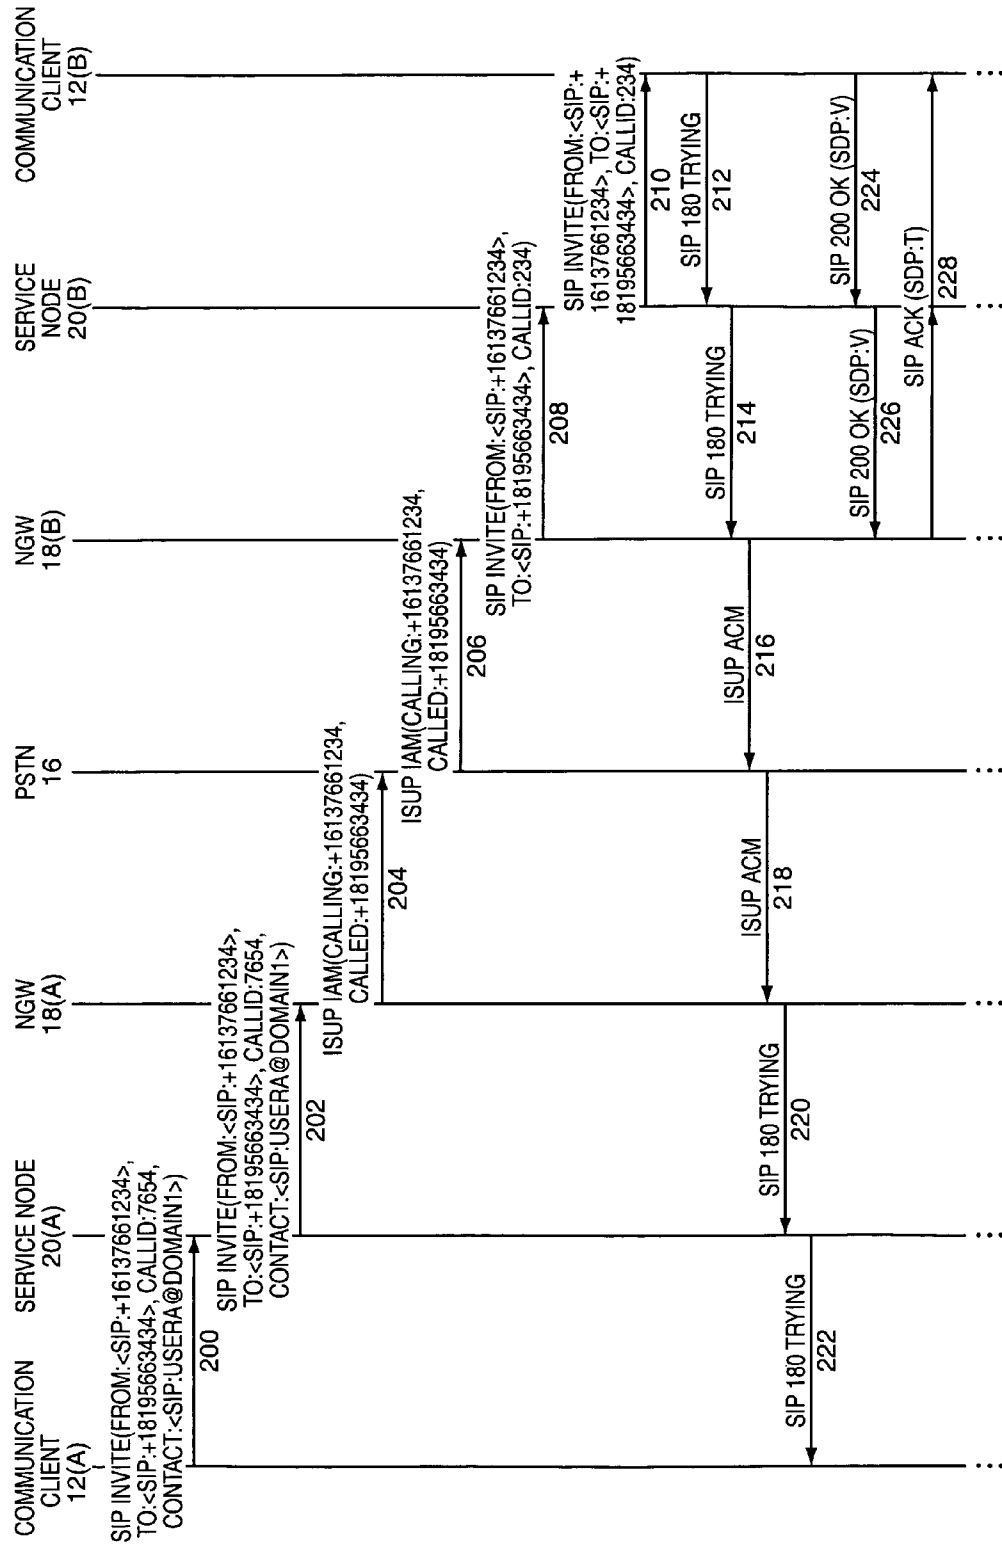 COMMUNICATION
CLIENT
12(A)
SERVICE NODE
20(A)
NGW
18(A)
PSTN
16
NGW
18(B)
SERVICE
NODE
20(B)
COMMUNICATION
CLIENT
12(B)
SIP INVITE(FROM:<SIP:+16137661234>,
TO:<SIP:+18195663434>, CALLID:7654,
CONTACT:<SIP:USERA@DOMAIN1>)
200
SIP INVITE(FROM:<SIP:+16137661234>,
TO:<SIP:+18195663434>, CALLID:7654,
CONTACT:<SIP:USERA@DOMAIN1>)
202
ISUP IAM(CALLING:+16137661234,
CALLED:+18195663434)
204
ISUP IAM(CALLING:+16137661234,
CALLED:+18195663434)
206
SIP INVITE(FROM:<SIP:+16137661234>,
TO:<SIP:+18195663434>, CALLID:234)
208
SIP INVITE(FROM:<SIP:+
16137661234>, TO:<SIP:+
18195663434>, CALLID:234)
210
SIP 180 TRYING
212
SIP 180 TRYING
214
ISUP ACM
216
ISUP ACM
218
SIP 180 TRYING
220
SIP 180 TRYING
222
SIP 200 OK (SDP:V)
224
SIP 200 OK (SDP:V)
226
SIP ACK (SDP:T)
228